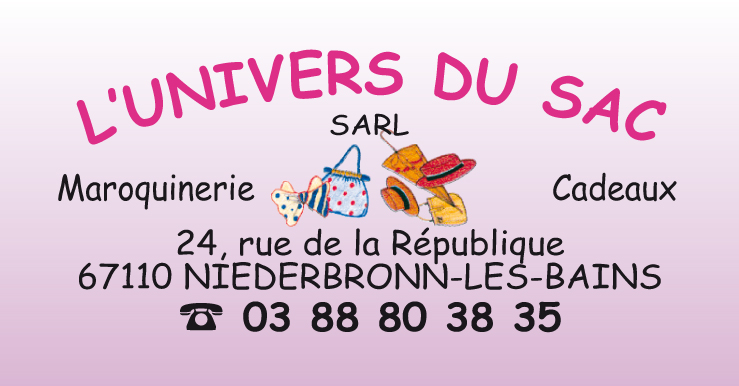 L'UNIVERS DU SAC
SARL
Maroquinerie Cadeaux
24, rue de la République
67110 NIEDERBRONN-LES-BAINS
☎ 03 88 80 38 35